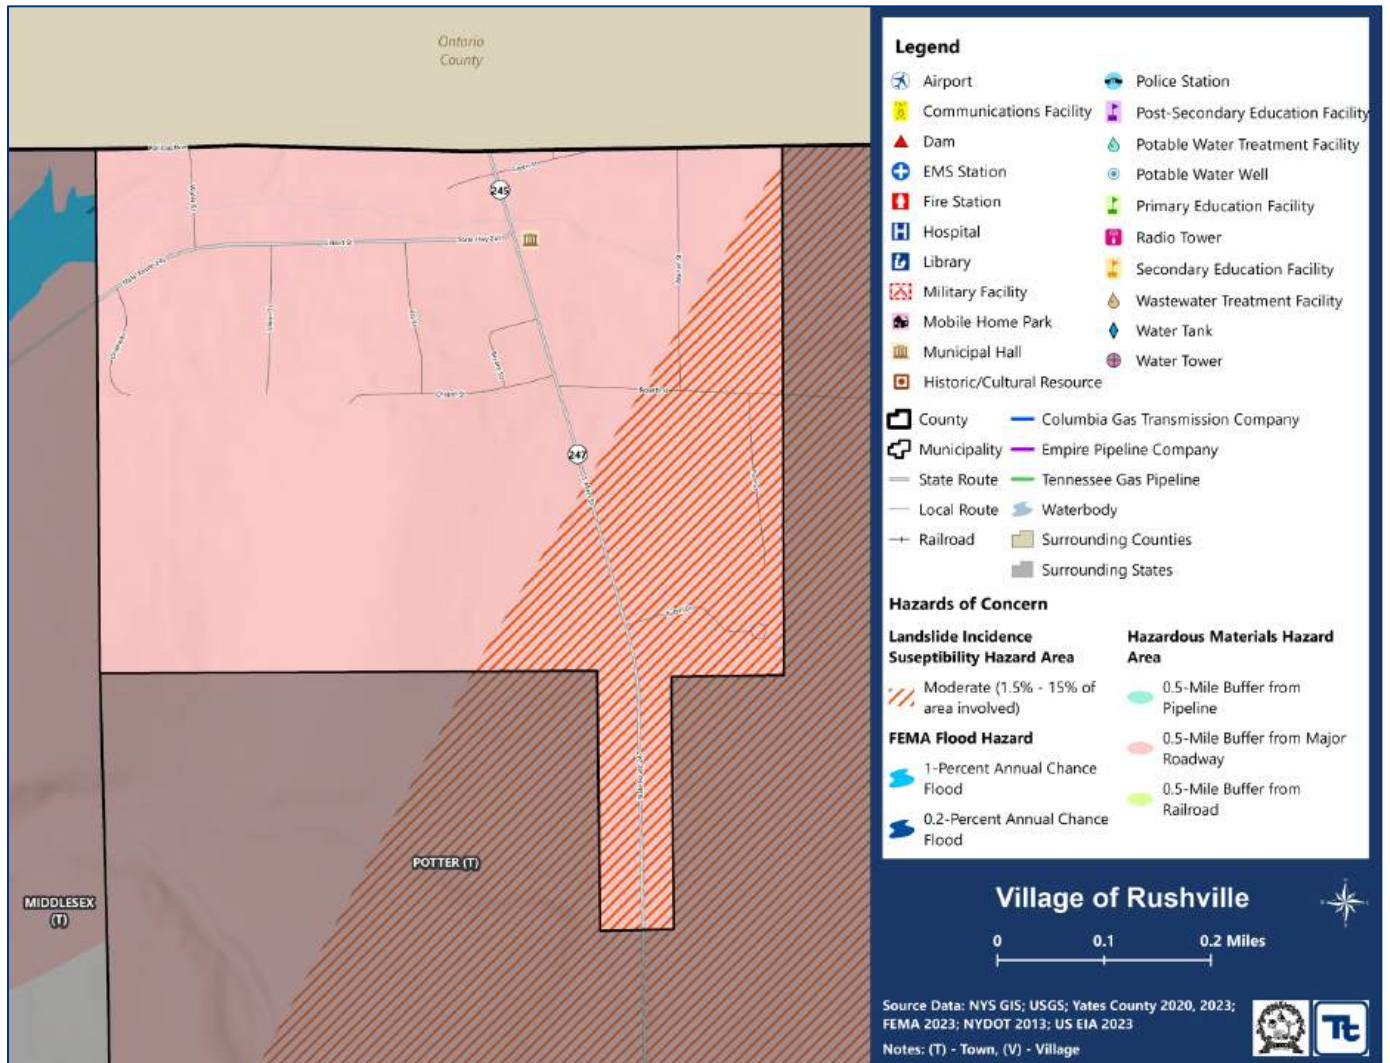 Ontario
County
245
State Hwy 247
Chapel St
247
POTTER (T)
MIDDLESEX
(T)
Legend
Airport
Communications Facility
Dam
EMS Station
Fire Station
Hospital
Library
Military Facility
Mobile Home Park
Municipal Hall
Historic/Cultural Resource
Police Station
Post-Secondary Education Facility
Potable Water Treatment Facility
Potable Water Well
Primary Education Facility
Radio Tower
Secondary Education Facility
Wastewater Treatment Facility
Water Tank
Water Tower
County
Municipality
State Route
Local Route
Railroad
Columbia Gas Transmission Company
Empire Pipeline Company
Tennessee Gas Pipeline
Waterbody
Surrounding Counties
Surrounding States
Hazards of Concern
Landslide Incidence
Suseptibility Hazard Area
Moderate (1.5% - 15% of
area involved)
FEMA Flood Hazard
1-Percent Annual Chance
Flood
0.2-Percent Annual Chance
Flood
Hazardous Materials Hazard
Area
0.5-Mile Buffer from
Pipeline
0.5-Mile Buffer from Major
Roadway
0.5-Mile Buffer from
Railroad
Village of Rushville
0 0.1 0.2 Miles
Source Data: NYS GIS; USGS; Yates County 2020, 2023;
FEMA 2023; NYDOT 2013; US EIA 2023
Notes: (T) - Town, (V) - Village
Tt